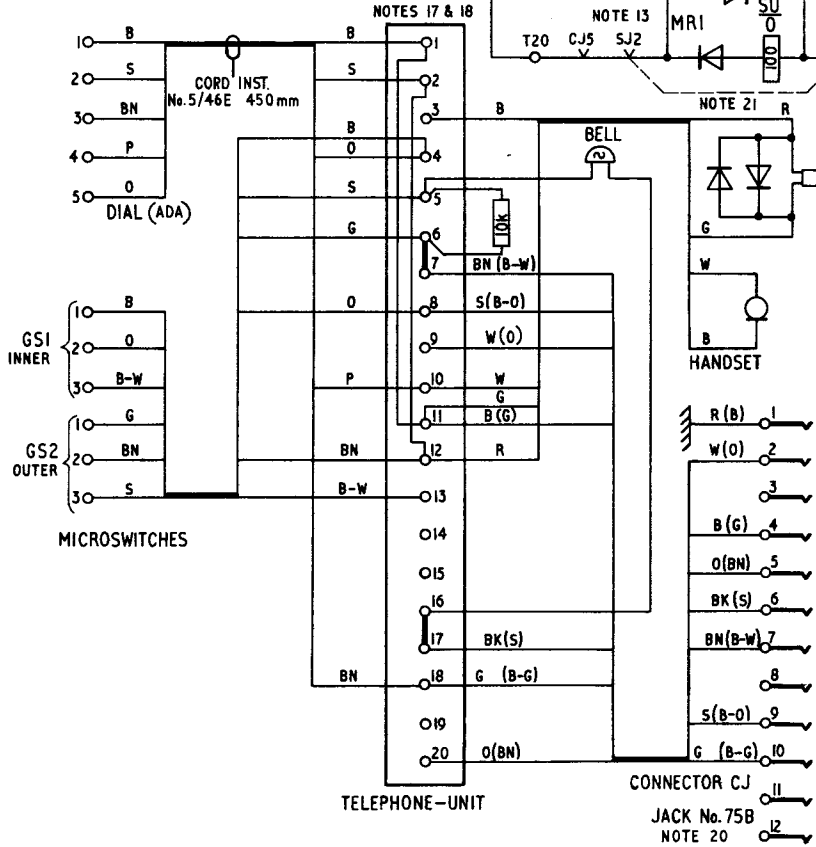 NOTES 17 & 18
NOTE 13
MR1
SU
0
100
T20 CJ5 SJ2
NOTE 21
1 B B 1
2 S S 2
CORD INST.
No.5/46E 450mm
3 BN 3 B R
B
4 P O 4
BELL
5 O S 5
DIAL (ADA)
10K
G 6
G
7 BN (B-W) W
GS1
INNER
1 B O 8 S(B-O)
2 O 9 W(O) B
HANDSET
3 B-W P 10 W
G
GS2
OUTER
1 G 11 B(G) R(B) 1
2 BN BN 12 R W(O) 2
3 S B-W 13 3
MICROSWITCHES
14 B(G) 4
15 O(BN) 5
16 BK(S) 6
17 BK(S) BN(B-W) 7
BN 18 G (B-G) 8
19 S(B-O) 9
20 O(BN) G (B-G) 10
CONNECTOR CJ
11
TELEPHONE-UNIT
JACK No.75B
NOTE 20
12